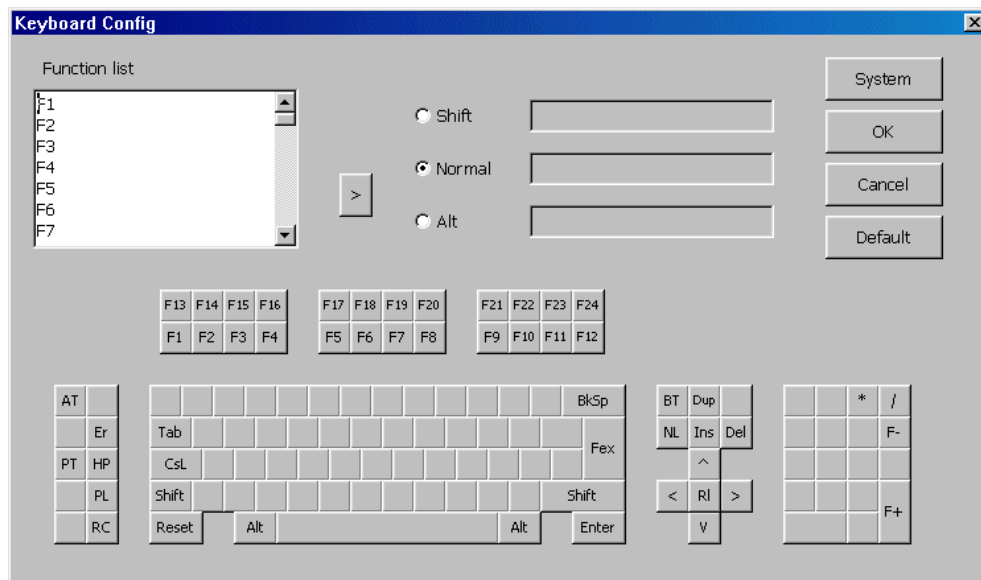 Keyboard Config
Function list
System
F1
F2
F3
F4
F5
F6
F7
>
Shift
Normal
Alt
OK
Cancel
Default
F13 F14 F15 F16 F17 F18 F19 F20 F21 F22 F23 F24
F1 F2 F3 F4 F5 F6 F7 F8 F9 F10 F11 F12
AT BkSp BT Dup * /
Er Tab Fex NL Ins Del F-
PT HP CsL ^
PL Shift Shift < Rl > F+
RC Reset Alt Alt Enter V